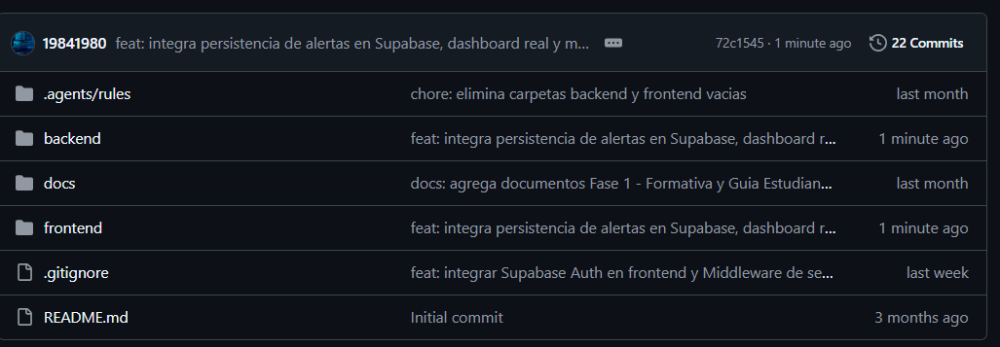 19841980 feat: integra persistencia de alertas en Supabase, dashboard real y m... 72c1545 · 1 minute ago 22 Commits
.agents/rules chore: elimina carpetas backend y frontend vacias last month
backend feat: integra persistencia de alertas en Supabase, dashboard r... 1 minute ago
docs docs: agrega documentos Fase 1 - Formativa y Guia Estudian... last month
frontend feat: integra persistencia de alertas en Supabase, dashboard r... 1 minute ago
.gitignore feat: integrar Supabase Auth en frontend y Middleware de se... last week
README.md Initial commit 3 months ago